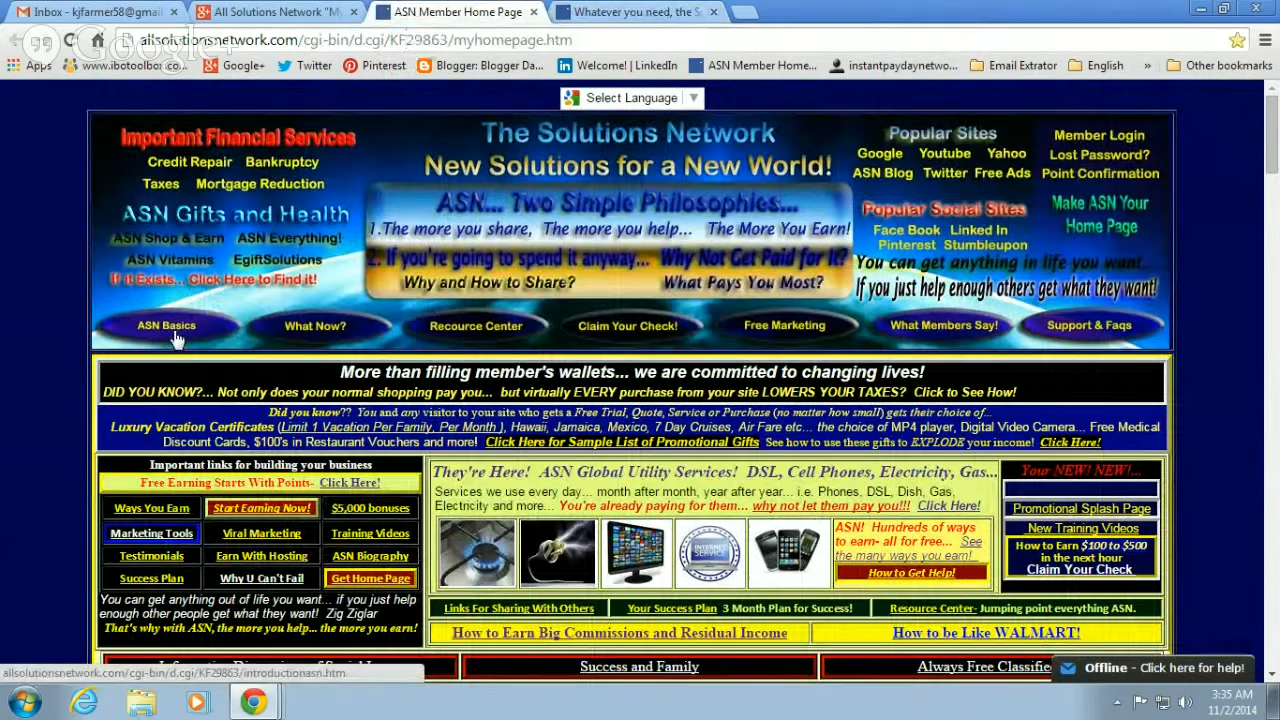 Inbox - kjfarmer58@gmail
All Solutions Network "My
ASN Member Home Page
Whatever you need, the S
allsolutionsnetwork.com/cgi-bin/d.cgi/KF29863/myhomepage.htm
Google+
Apps
www.ibotoolbox.c
Google+
Twitter
Pinterest
Blogger: Blogger Da...
Welcome! | LinkedIn
ASN Member Home...
instantpaydaynetwo...
Email Extrator
English
»
Other bookmarks
Select Language
Important Financial Services
Credit Repair Bankruptcy
Taxes Mortgage Reduction
ASN Gifts and Health
ASN Shop & Earn ASN Everything!
ASN Vitamins EgiftSolutions
If it Exists... Click Here to Find it!
The Solutions Network
New Solutions for a New World!
ASN... Two Simple Philosophies...
1.The more you share, The more you help... The More You Earn!
2. If you're going to spend it anyway... Why Not Get Paid for It?
Why and How to Share? What Pays You Most?
Popular Sites
Google Youtube Yahoo
ASN Blog Twitter Free Ads
Popular Social Sites
Face Book Linked In
Pinterest Stumbleupon
Member Login
Lost Password?
Point Confirmation
Make ASN Your
Home Page
You can get anything in life you want...
If you just help enough others get what they want!
ASN Basics
What Now?
Recource Center
Claim Your Check!
Free Marketing
What Members Say!
Support & Faqs
More than filling member's wallets... we are committed to changing lives!
DID YOU KNOW?... Not only does your normal shopping pay you... but virtually EVERY purchase from your site LOWERS YOUR TAXES? Click to See How!
Did you know?? You and any visitor to your site who gets a Free Trial, Quote, Service or Purchase (no matter how small) gets their choice of...
Luxury Vacation Certificates (Limit 1 Vacation Per Family, Per Month ), Hawaii, Jamaica, Mexico, 7 Day Cruises, Air Fare etc... the choice of MP4 player, Digital Video Camera... Free Medical
Discount Cards, $100's in Restaurant Vouchers and more! Click Here for Sample List of Promotional Gifts See how to use these gifts to EXPLODE your income! Click Here!
Important links for building your business
Free Earning Starts With Points- Click Here!
Ways You Earn
Start Earning Now!
$5,000 bonuses
Marketing Tools
Viral Marketing
Training Videos
Testimonials
Earn With Hosting
ASN Biography
Success Plan
Why U Can't Fail
Get Home Page
You can get anything out of life you want... if you just help
enough other people get what they want! Zig Ziglar
That's why with ASN, the more you help... the more you earn!
They're Here! ASN Global Utility Services! DSL, Cell Phones, Electricity, Gas...
Services we use every day... month after month, year after year... i.e. Phones, DSL, Dish, Gas,
Electricity and more... You're already paying for them... why not let them pay you!!! Click Here!
INTERNET
SERVICE
ASN! Hundreds of ways
to earn- all for free... See
the many ways you earn!
How to Get Help!
Links For Sharing With Others
Your Success Plan 3 Month Plan for Success!
Resource Center- Jumping point everything ASN.
How to Earn Big Commissions and Residual Income
How to be Like WALMART!
Your NEW! NEW!...
Promotional Splash Page
New Training Videos
How to Earn $100 to $500
in the next hour
Claim Your Check
Success and Family
Always Free Classifie
allsolutionsnetwork.com/cgi-bin/d.cgi/KF29863/introductionasn.htm
Offline - Click here for help!
3:35 AM
11/2/2014